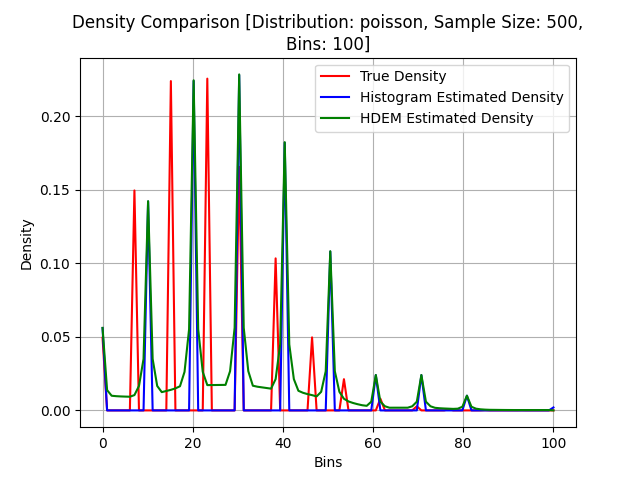 Density Comparison [Distribution: poisson, Sample Size: 500,
Bins: 100]
True Density
Histogram Estimated Density
HDEM Estimated Density
Density
0.20
0.15
0.10
0.05
0.00
0 20 40 60 80 100
Bins